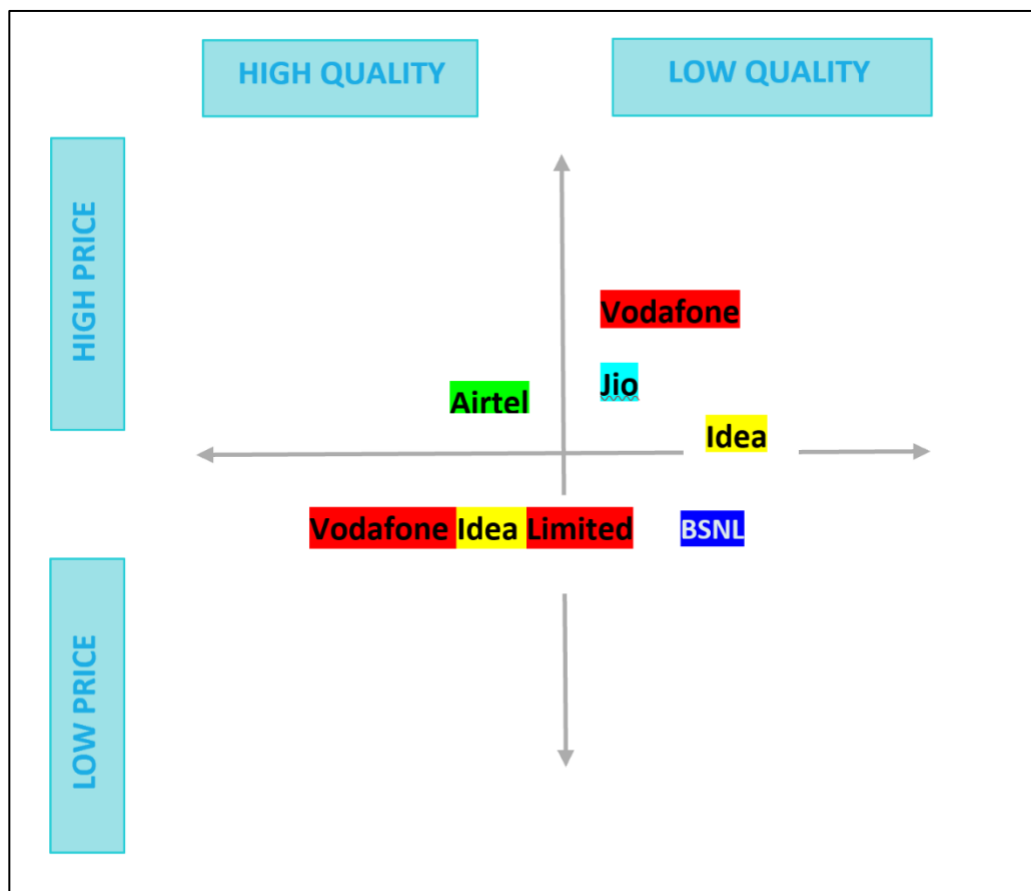 HIGH QUALITY
LOW QUALITY
HIGH PRICE
Vodafone
Jio
Airtel
Idea
Vodafone Idea Limited
BSNL
LOW PRICE